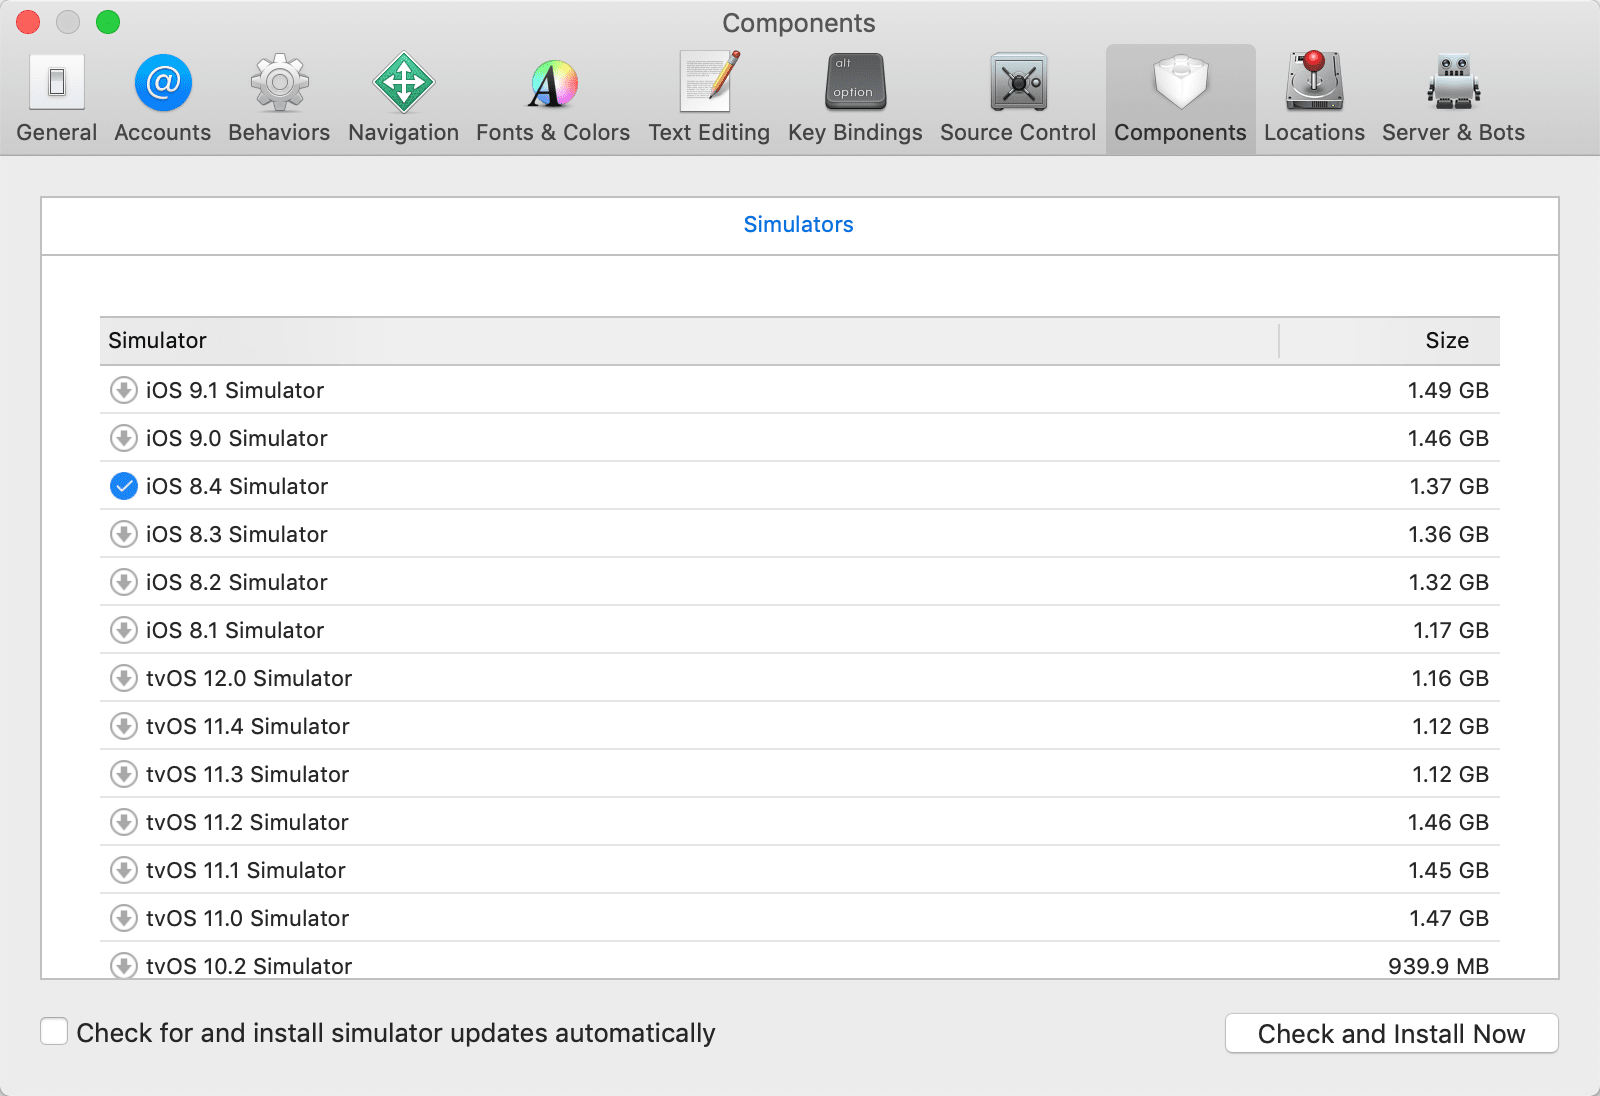 Components
General Accounts Behaviors Navigation Fonts & Colors Text Editing Key Bindings Source Control Components Locations Server & Bots
@
A
alt
option
Simulators
Simulator Size
iOS 9.1 Simulator 1.49 GB
iOS 9.0 Simulator 1.46 GB
iOS 8.4 Simulator 1.37 GB
iOS 8.3 Simulator 1.36 GB
iOS 8.2 Simulator 1.32 GB
iOS 8.1 Simulator 1.17 GB
tvOS 12.0 Simulator 1.16 GB
tvOS 11.4 Simulator 1.12 GB
tvOS 11.3 Simulator 1.12 GB
tvOS 11.2 Simulator 1.46 GB
tvOS 11.1 Simulator 1.45 GB
tvOS 11.0 Simulator 1.47 GB
tvOS 10.2 Simulator 939.9 MB
Check for and install simulator updates automatically Check and Install Now